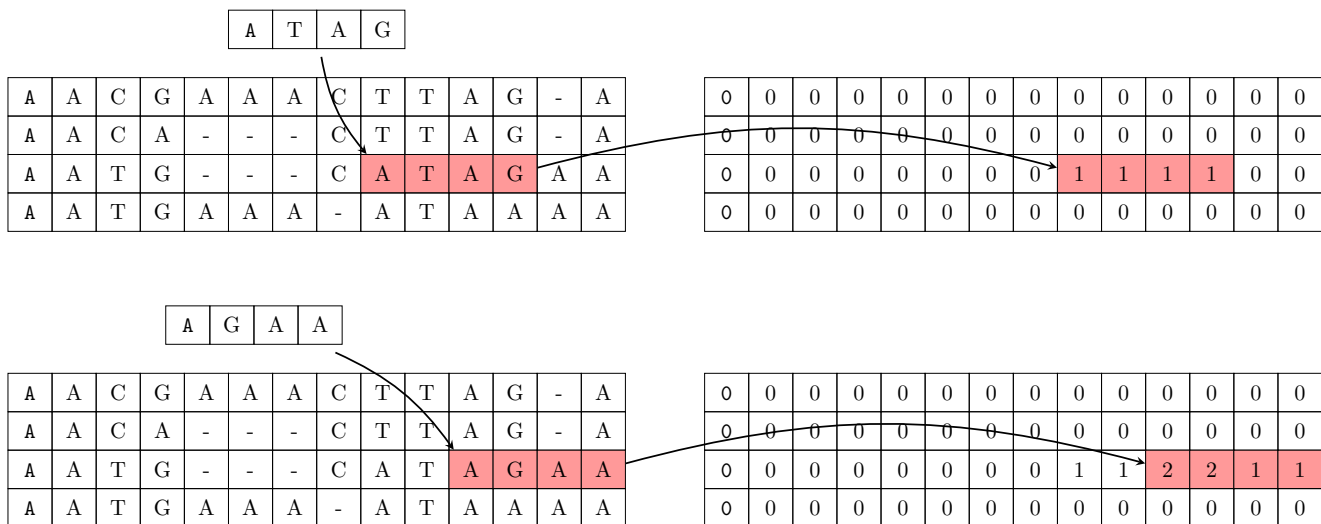 A T A G
A A C G A A A C T T A G - A 0 0 0 0 0 0 0 0 0 0 0 0 0 0
A A C A - - - C T T A G - A 0 0 0 0 0 0 0 0 0 0 0 0 0 0
A A T G - - - C A T A G A A 0 0 0 0 0 0 0 0 1 1 1 1 0 0
A A T G A A A - A T A A A A 0 0 0 0 0 0 0 0 0 0 0 0 0 0
A G A A
A A C G A A A C T T A G - A 0 0 0 0 0 0 0 0 0 0 0 0 0 0
A A C A - - - C T T A G - A 0 0 0 0 0 0 0 0 0 0 0 0 0 0
A A T G - - - C A T A G A A 0 0 0 0 0 0 0 0 1 1 2 2 1 1
A A T G A A A - A T A A A A 0 0 0 0 0 0 0 0 0 0 0 0 0 0